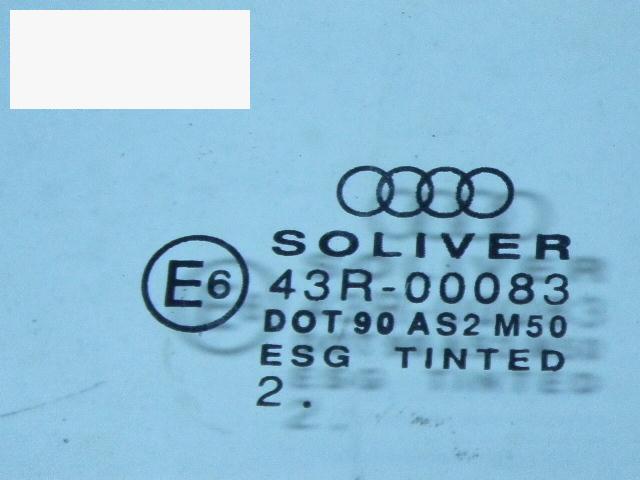 SOLIVER
E6 43R-00083
DOT 90 AS2 M50
ESG TINTED
2 .